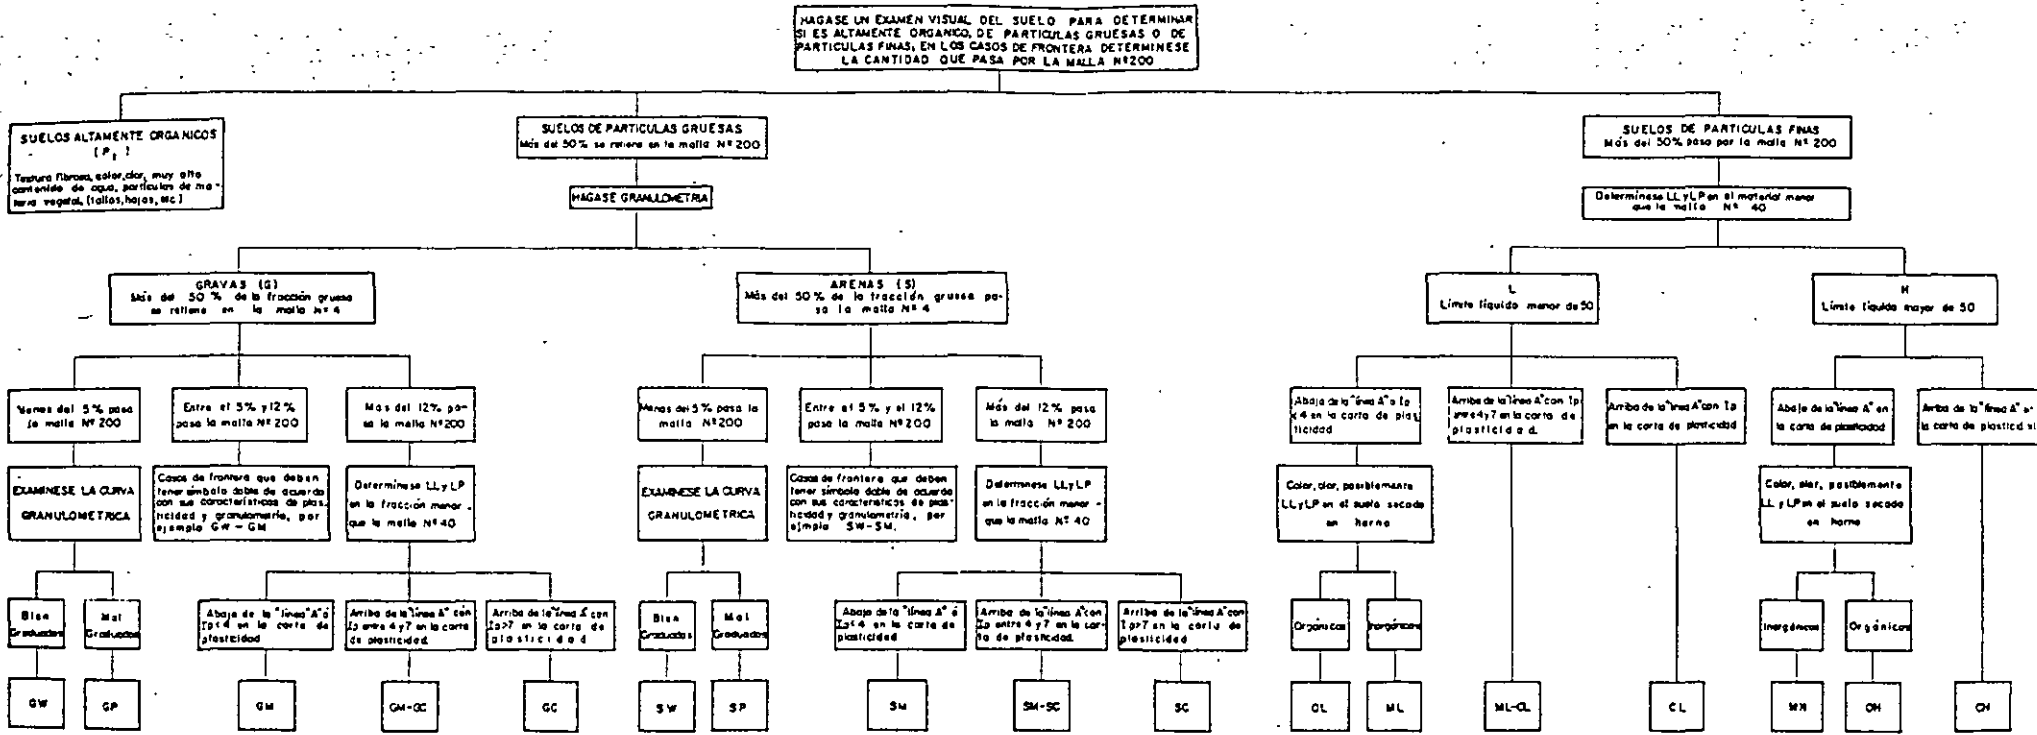 HAGASE UN EXAMEN VISUAL DEL SUELO PARA DETERMINAR
SI ES ALTAMENTE ORGANICO, DE PARTICULAS GRUESAS O DE
PARTICULAS FINAS, EN LOS CASOS DE FRONTERA DETERMINESE
LA CANTIDAD QUE PASA POR LA MALLA Nº200
SUELOS ALTAMENTE ORGANICOS
(Pt)
Textura fibrosa, color, olor, muy alto
contenido de agua, partículas de ma-
teria vegetal, (tallos, hojas, etc)
SUELOS DE PARTICULAS GRUESAS
Más del 50% se retiene en la malla Nº 200
HAGASE GRANULOMETRIA
SUELOS DE PARTICULAS FINAS
Más del 50% pasa por la malla Nº 200
Determínese LL y LP en el material menor
que la malla Nº 40
GRAVAS (G)
Más del 50 % de la fracción gruesa
se retiene en la malla Nº 4
ARENAS (S)
Más del 50% de la fracción gruesa pa-
sa la malla Nº 4
L
Límite líquido menor de 50
H
Límite líquido mayor de 50
Menos del 5% pasa
la malla Nº 200
Entre el 5% y 12%
pasa la malla Nº 200
Más del 12% pa-
sa la malla Nº200
Menos del 5% pasa la
malla Nº200
Entre el 5% y el 12%
pasa la malla Nº 200
Más del 12% pasa
la malla Nº 200
Abajo de la "línea A" o Ip
< 4 en la carta de plas
ticidad
Arriba de la "línea A" con Ip
entre 4 y 7 en la carta de
plasticidad.
Arriba de la "línea A" con Ip
en la carta de plasticidad
Abajo de la "línea A" en
la carta de plasticidad
Arriba de la "línea A" en
la carta de plasticid
EXAMINESE LA CURVA
GRANULOMETRICA
Casos de frontera que deben
tener símbolo doble de acuerdo
con sus características de plas-
ticidad y granulometría, por
ejemplo GW - GM
Determínese LL y LP
en la fracción menor -
que la malla Nº 40
EXAMINESE LA CURVA
GRANULOMETRICA
Casos de frontera que deben
tener símbolo doble de acuerdo
con sus características de plas-
ticidad y granulometría, por
ejmplo SW-SM.
Determínese LL y LP
en la fracción menor -
que la malla Nº 40
Color, olor, posiblemente
LL y LP en el suelo secado
en horno
Color, olor, posiblemente
LL y LP en el suelo secado
en horno
Bien
Graduados
Mal
Graduados
Abajo de la "línea A" ó
Ip<4 en la carta de
plasticidad
Arriba de la "línea A" con
Ip entre 4 y 7 en la carta
de plasticidad.
Arriba de la "línea A" con
Ip>7 en la carta de
plasticidad
Bien
Graduados
Mal
Graduados
Abajo de la "línea A" ó
Ip<4 en la carta de
plasticidad
Arriba de la "línea A" con
Ip entre 4 y 7 en la car-
ta de plasticidad.
Arriba de la "línea A" con
Ip>7 en la carta de
plasticidad
Orgánicos
Inorgánicos
Inorgánicos
Orgánicos
GW
GP
GM
GM-GC
GC
SW
SP
SM
SM-SC
SC
OL
ML
ML-CL
CL
MH
OH
CH